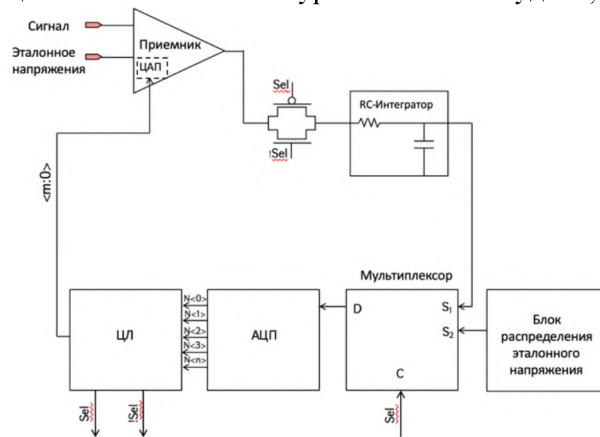 Сигнал
Эталонное
напряжения
Приемник
ЦАП
Sel
!Sel
RC-Интегратор
<m:0>
Мультиплексор
ЦЛ
N<0>
N<1>
N<2>
N<3>
N<n>
АЦП
D
S1
S2
C
Блок
распределения
эталонного
напряжения
Sel
!Sel
Sel